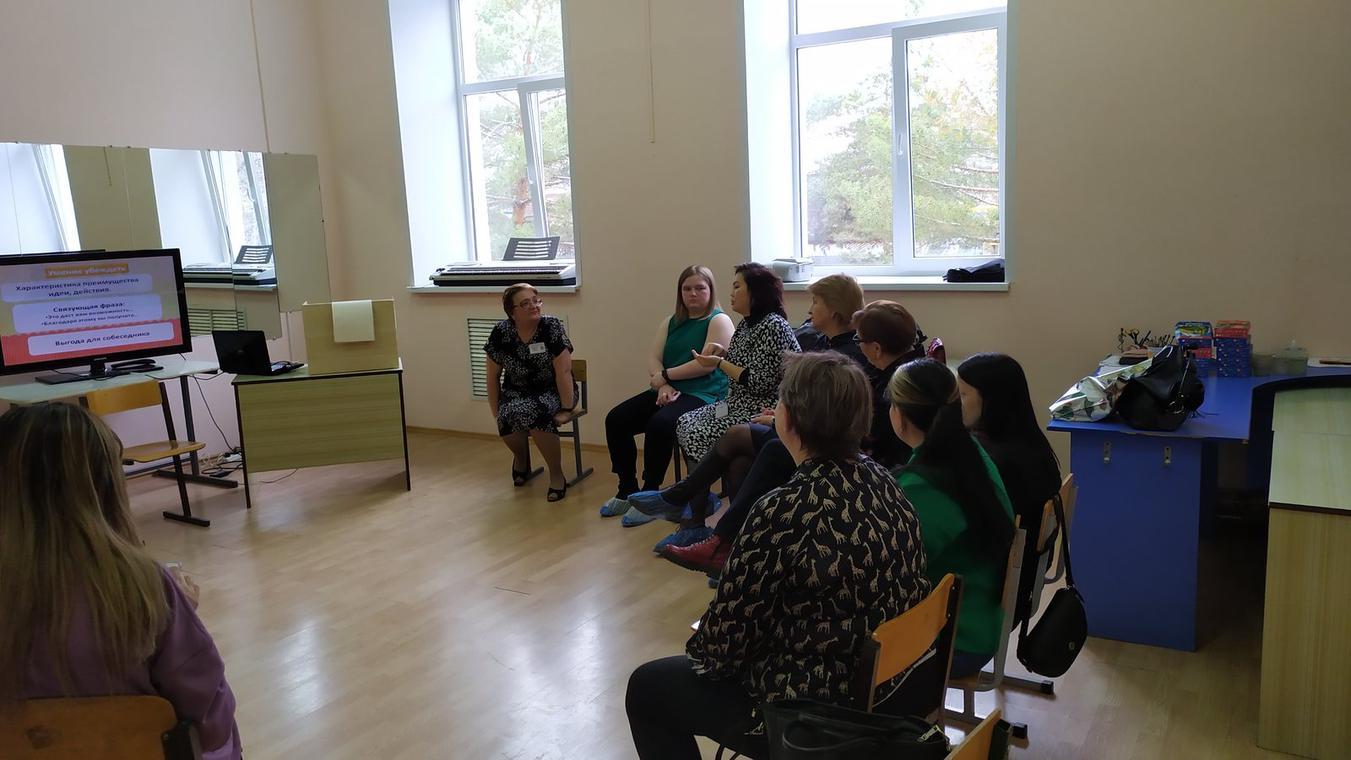 Умение убеждать
Характеристика преимущества
идеи, действия.
Связующая фраза:
•Это даст вам возможность...
•Благодаря этому вы получите...
Выгода для собеседника